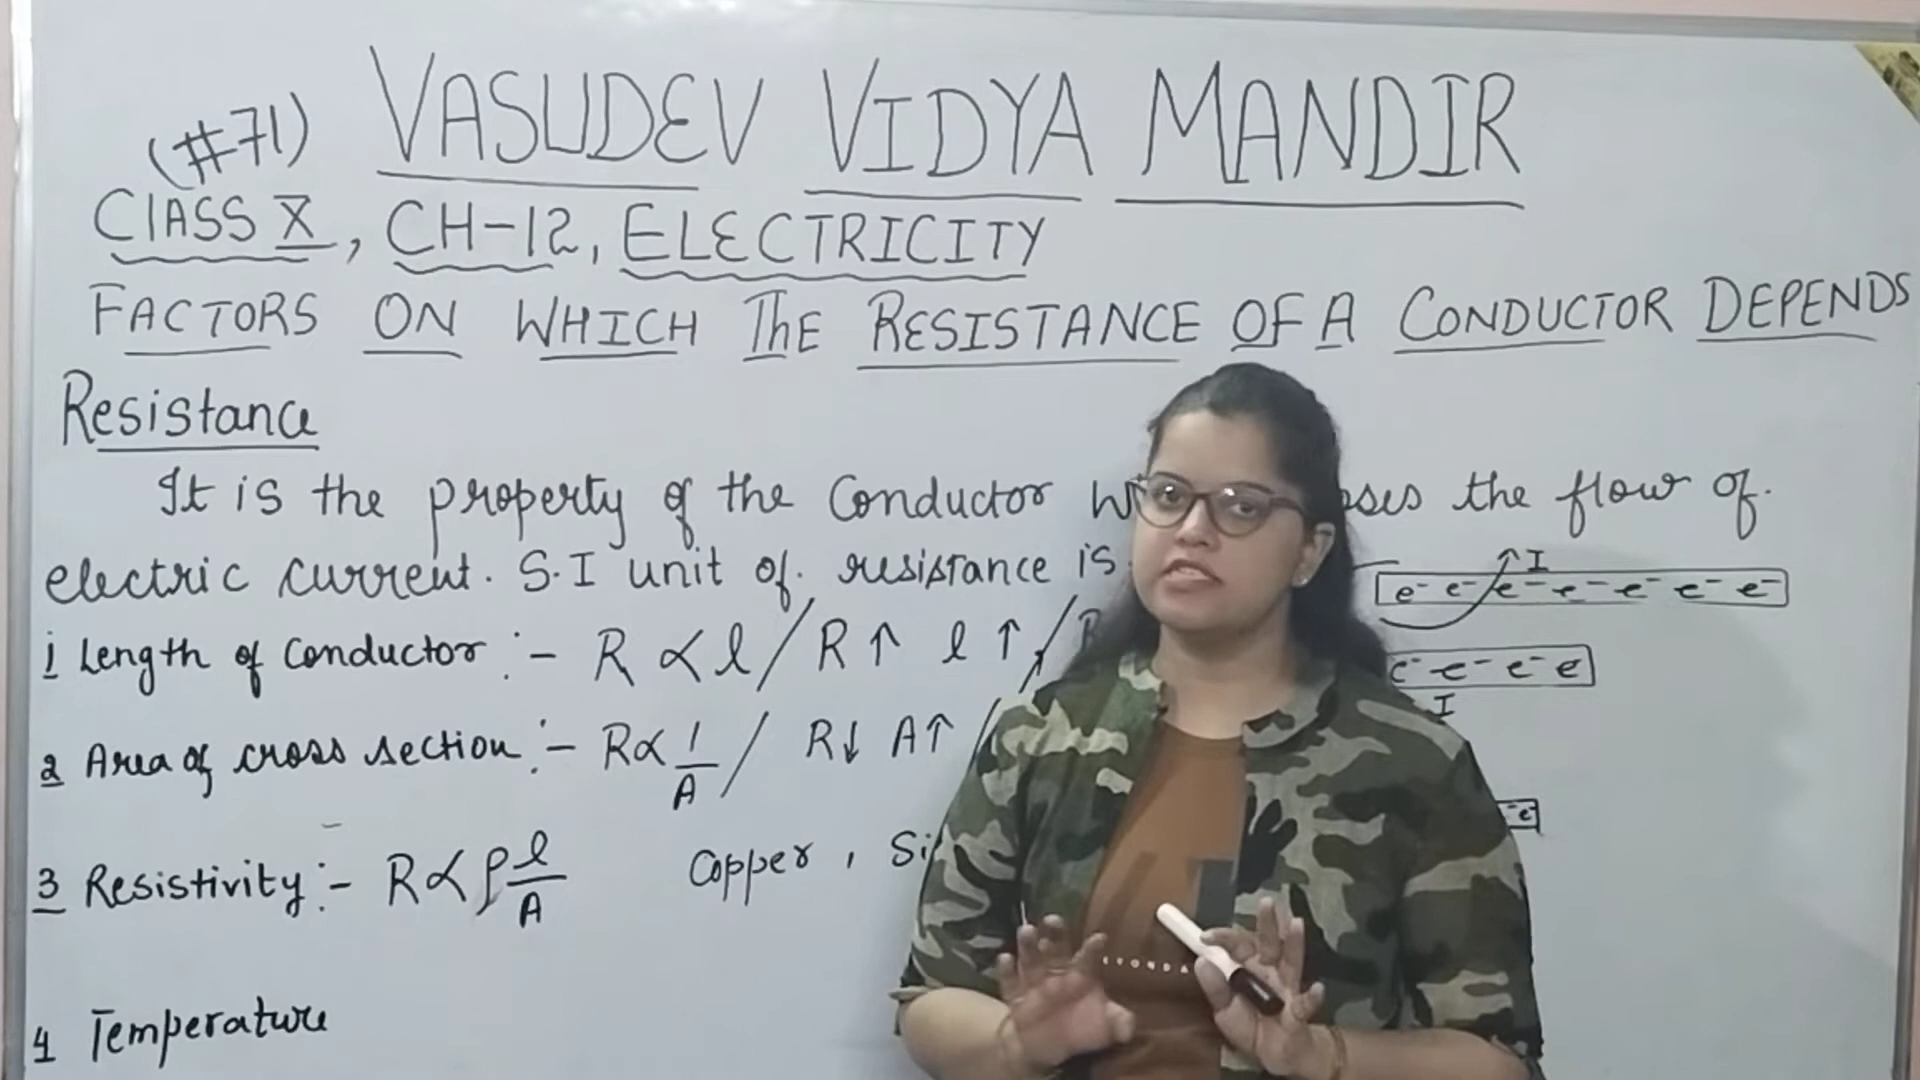 (#71) VASUDEV VIDYA MANDIR
CLASS X, CH-12, ELECTRICITY
FACTORS ON WHICH THE RESISTANCE OF A CONDUCTOR DEPENDS
Resistance
It is the property of the Conductor the flow of
electric current. S.I unit of resistance is
e⁻ e⁻ e⁻ e⁻ e⁻ e⁻ e⁻ I
1 Length of Conductor :- R ∝ l / R ↑ l ↑ /
e⁻ e⁻ e⁻ e
I
2 Area of cross section :- R∝ 1/A / R↓ A↑ /
3 Resistivity :- R∝ ρ l/A Copper ,
4 Temperature